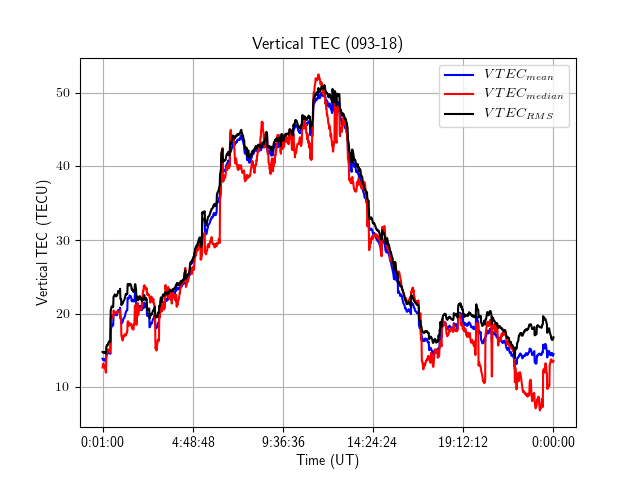 Vertical TEC (093-18)
VTEC_mean
VTEC_median
VTEC_RMS
50
40
30
20
10
Vertical TEC (TECU)
0:01:00 4:48:48 9:36:36 14:24:24 19:12:12 0:00:00
Time (UT)